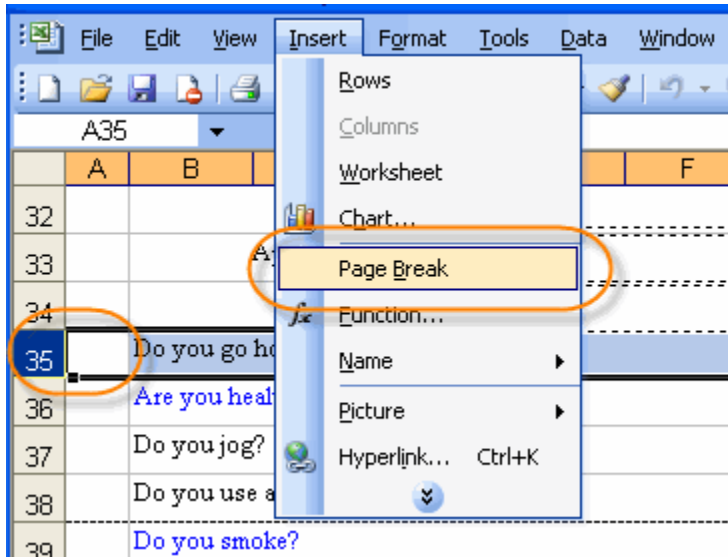 File Edit View Insert Format Tools Data Window
A35
A B F
Rows
Columns
Worksheet
Chart...
Page Break
Function...
Name
Picture
Hyperlink... Ctrl+K
32
33
34
35 Do you go
36 Are you
37 Do you jog?
38 Do you use a
39 Do you smoke?